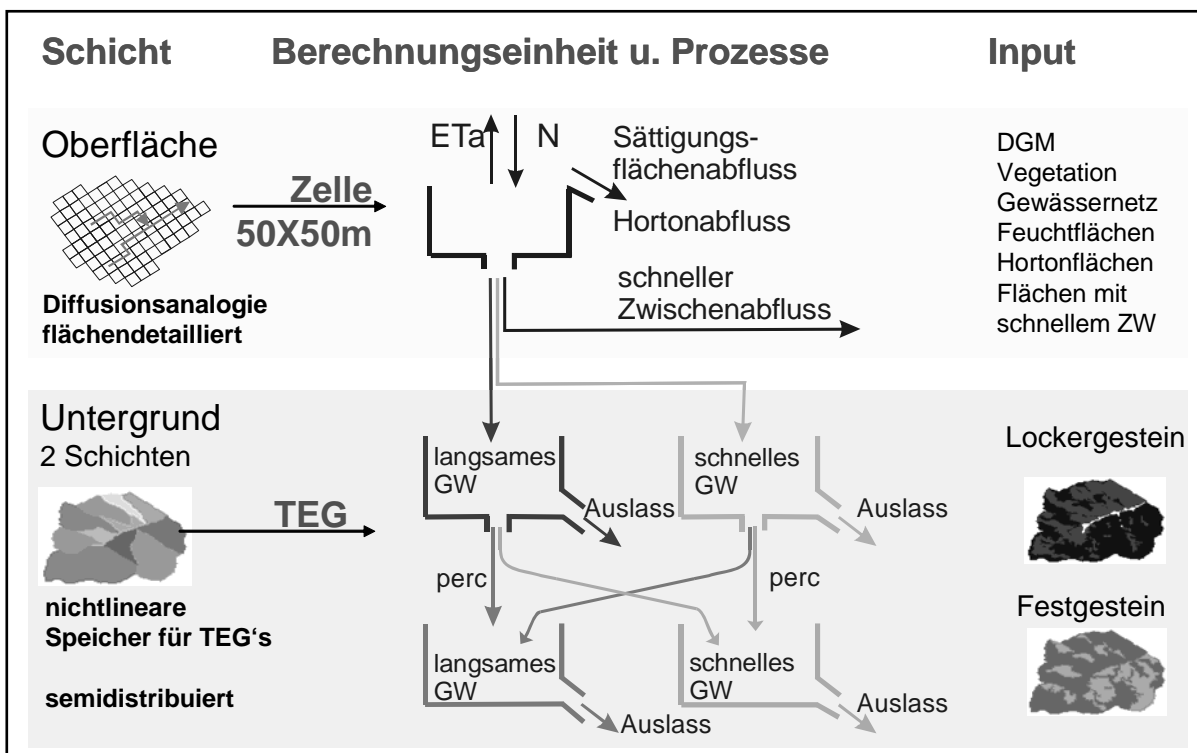 Schicht
Berechnungseinheit u. Prozesse
Input
Oberfläche
Zelle
50X50m
Diffusionsanalogie
flächendetailliert
ETa
N
Sättigungs-
flächenabfluss
Hortonabfluss
schneller
Zwischenabfluss
DGM
Vegetation
Gewässernetz
Feuchtflächen
Hortonflächen
Flächen mit
schnellem ZW
Untergrund
2 Schichten
TEG
nichtlineare
Speicher für TEG‘s
semidistribuiert
langsames
GW
Auslass
schnelles
GW
Auslass
perc
perc
langsames
GW
Auslass
schnelles
GW
Auslass
Lockergestein
Festgestein